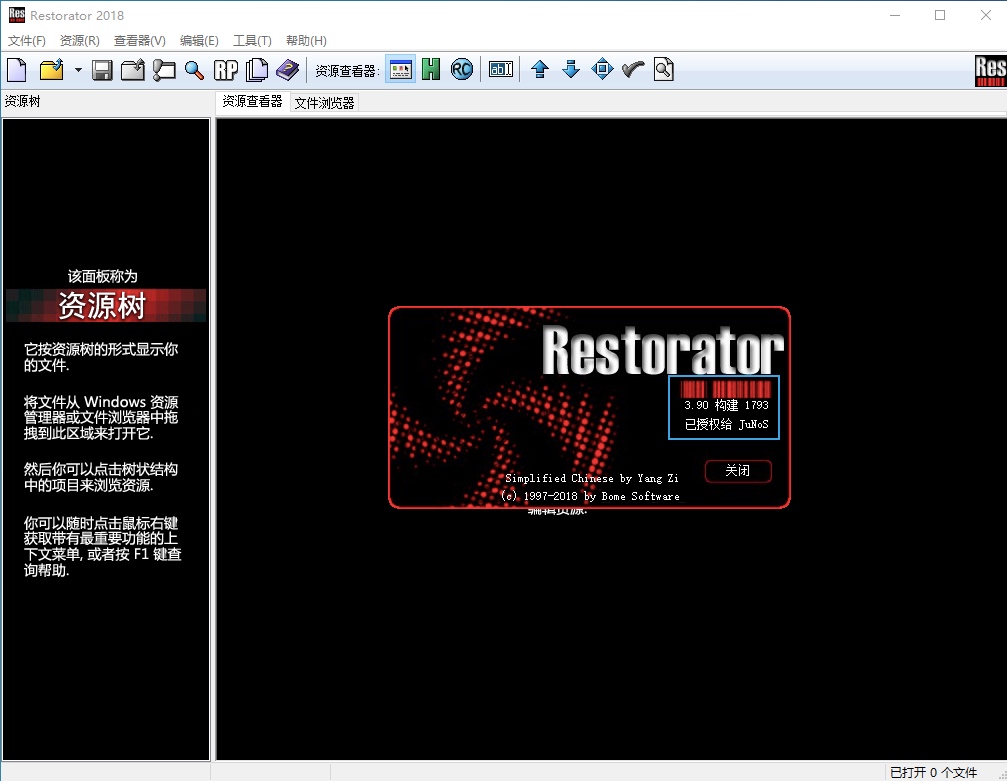 Res
Restorator 2018
文件(F) 资源(R) 查看器(V) 编辑(E) 工具(T) 帮助(H)
RP 资源查看器: H RC abI Res
资源树 资源查看器 文件浏览器
该面板称为
资源树
它按资源树的形式显示你
的文件.
将文件从 Windows 资源
管理器或文件浏览器中拖
拽到此区域来打开它.
然后你可以点击树状结构
中的项目来浏览资源.
你可以随时点击鼠标右键
获取带有最重要功能的上
下文菜单, 或者按 F1 键查
询帮助.
Restorator
3.90 构建 1793
已授权给 JuNoS
关闭
Simplified Chinese by Yang Zi
(c) 1997-2018 by Bome Software
编辑资源.
已打开 0 个文件